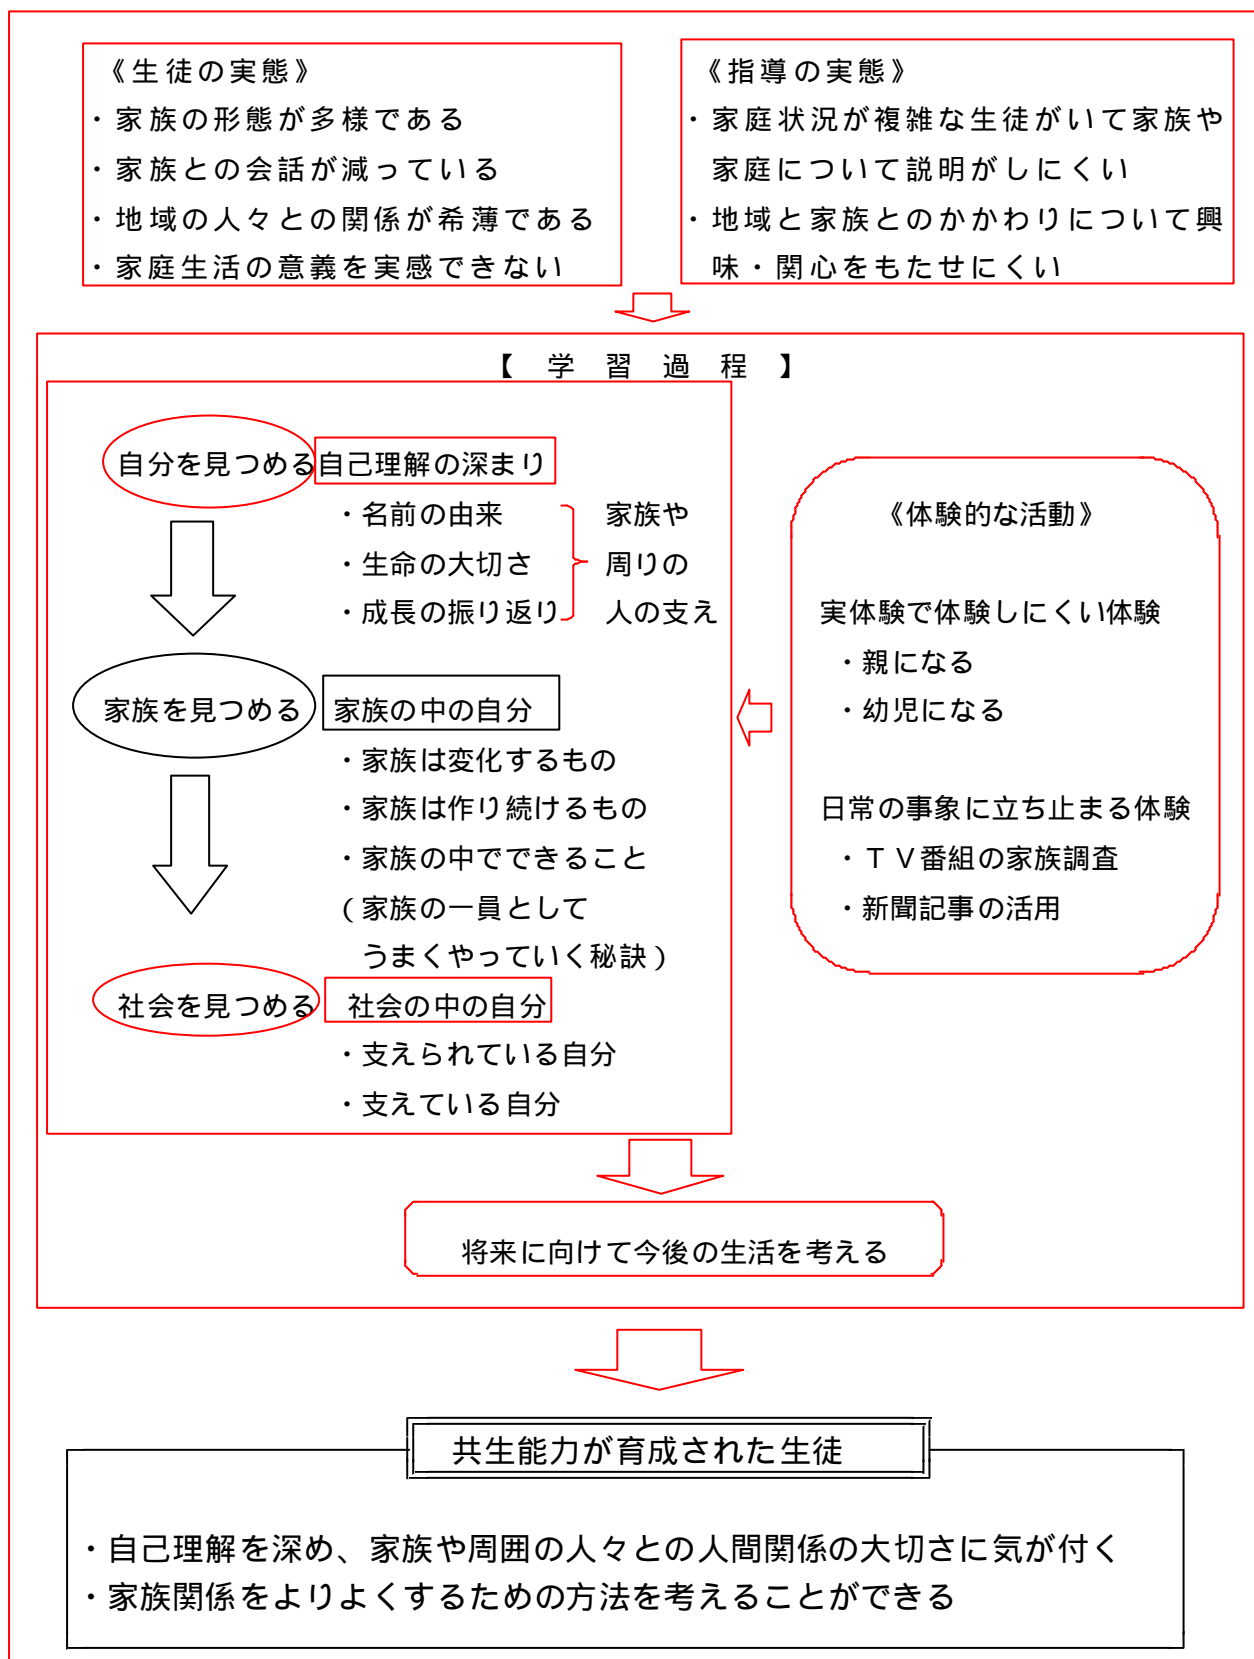 《生徒の実態》
・家族の形態が多様である
・家族との会話が減っている
・地域の人々との関係が希薄である
・家庭生活の意義を実感できない
《指導の実態》
・家庭状況が複雑な生徒がいて家族や
家庭について説明がしにくい
・地域と家族とのかかわりについて興
味・関心をもたせにくい
【学習過程】
自分を見つめる
自己理解の深まり
・名前の由来
・生命の大切さ
・成長の振り返り
家族や
周りの
人の支え
家族を見つめる
家族の中の自分
・家族は変化するもの
・家族は作り続けるもの
・家族の中でできること
(家族の一員として
うまくやっていく秘訣)
社会を見つめる
社会の中の自分
・支えられている自分
・支えている自分
《体験的な活動》
実体験で体験しにくい体験
・親になる
・幼児になる
日常の事象に立ち止まる体験
・ＴＶ番組の家族調査
・新聞記事の活用
将来に向けて今後の生活を考える
共生能力が育成された生徒
・自己理解を深め、家族や周囲の人々との人間関係の大切さに気が付く
・家族関係をよりよくするための方法を考えることができる